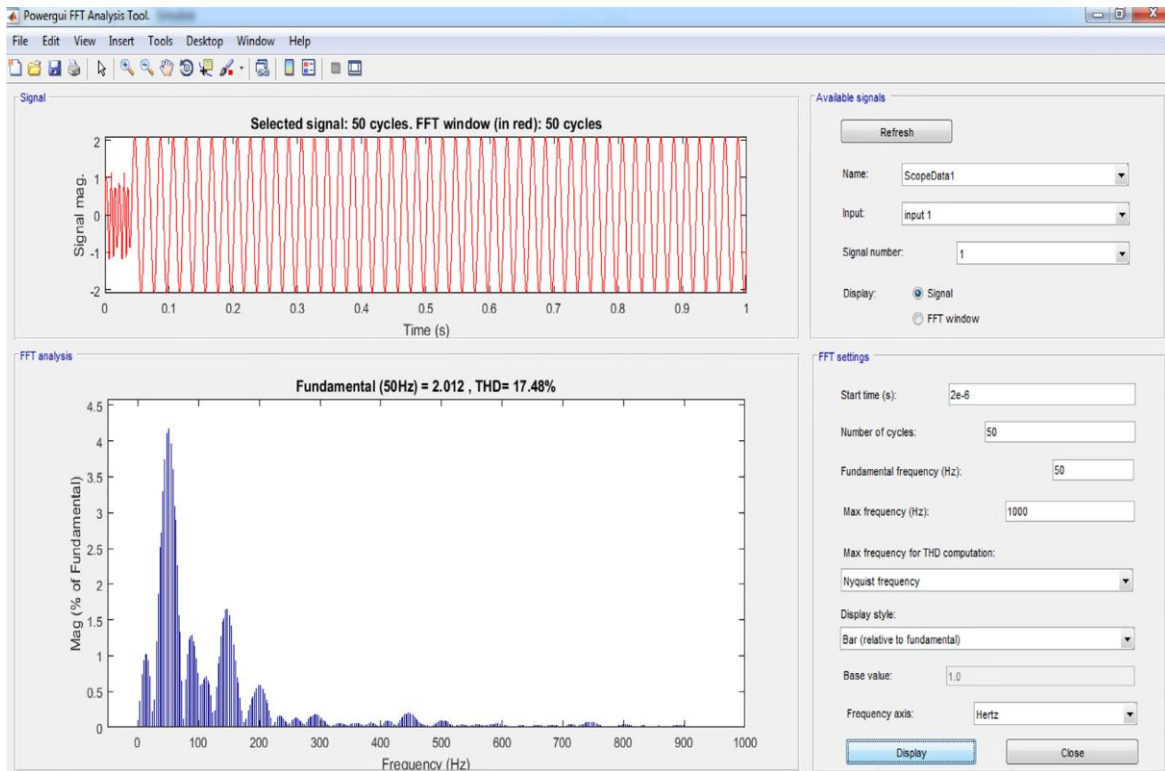 Powergui FFT Analysis Tool.
File Edit View Insert Tools Desktop Window Help
Signal
Selected signal: 50 cycles. FFT window (in red): 50 cycles
2
1
0
-1
-2
Signal mag.
0 0.1 0.2 0.3 0.4 0.5 0.6 0.7 0.8 0.9 1
Time (s)
FFT analysis
Fundamental (50Hz) = 2.012 , THD= 17.48%
4.5
4
3.5
3
2.5
2
1.5
1
0.5
0
Mag (% of Fundamental)
0 100 200 300 400 500 600 700 800 900 1000
Frequency (Hz)
Available signals
Refresh
Name: ScopeData1
Input: input 1
Signal number: 1
Display: Signal
FFT window
FFT settings
Start time (s): 2e-6
Number of cycles: 50
Fundamental frequency (Hz): 50
Max frequency (Hz): 1000
Max frequency for THD computation:
Nyquist frequency
Display style:
Bar (relative to fundamental)
Base value: 1.0
Frequency axis: Hertz
Display Close